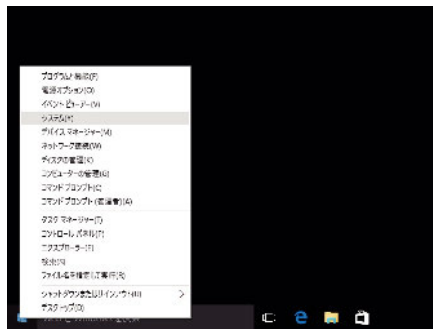 プログラムと機能(F)
電源オプション(O)
イベント ビューアー(V)
システム(Y)
デバイス マネージャー(M)
ネットワーク接続(W)
ディスクの管理(K)
コンピューターの管理(G)
コマンド プロンプト(C)
コマンド プロンプト (管理者)(A)
タスク マネージャー(T)
コントロール パネル(P)
エクスプローラー(E)
検索(S)
ファイル名を指定して実行(R)
シャットダウンまたはサインアウト(U)
デスクトップ(D)